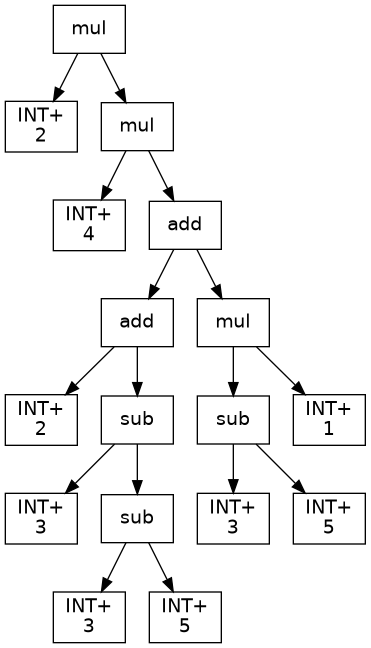 mul
INT+
2
mul
INT+
4
add
add
mul
INT+
2
sub
sub
INT+
1
INT+
3
sub
INT+
3
INT+
5
INT+
3
INT+
5